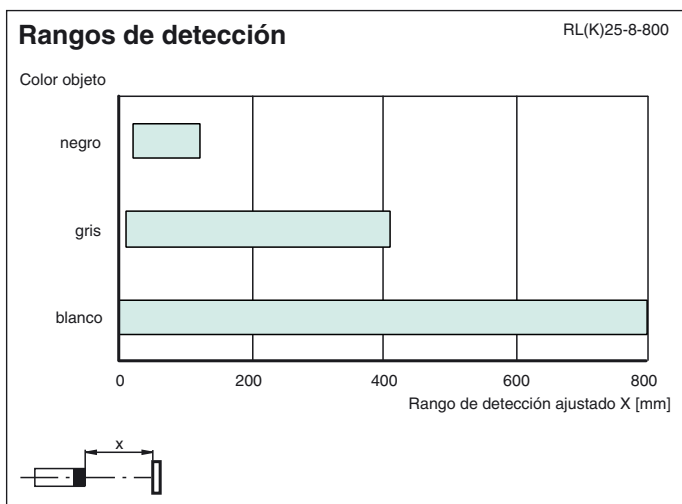 Rangos de detección
RL(K)25-8-800
Color objeto
negro
gris
blanco
0 200 400 600 800
Rango de detección ajustado X [mm]
x